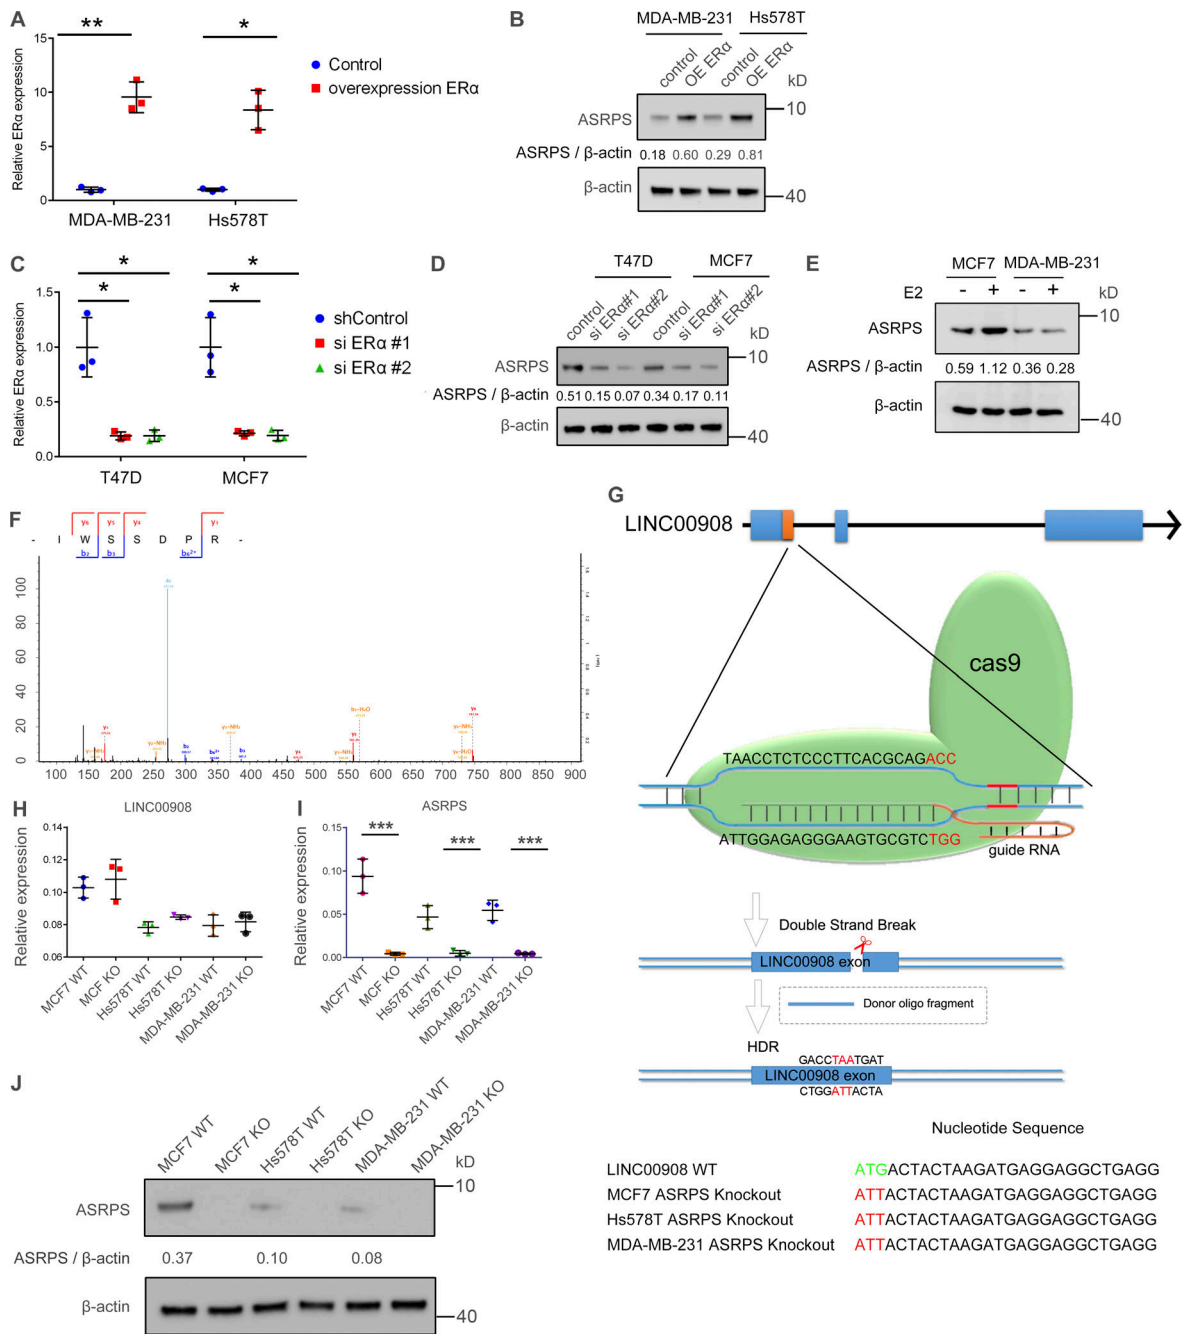 A
**
*
15
10
5
0
Relative ERα expression
Control
overexpression ERα
MDA-MB-231
Hs578T
B
MDA-MB-231 Hs578T
control
OE ERα
control
OE ERα
kD
ASRPS
10
ASRPS / β-actin 0.18 0.60 0.29 0.81
β-actin
40
C
*
*
*
*
1.5
1.0
0.5
0.0
Relative ERα expression
shControl
si ERα #1
si ERα #2
T47D
MCF7
D
T47D MCF7
control
si ERα#1
si ERα#2
control
si ERα#1
si ERα#2
kD
ASRPS
10
ASRPS / β-actin 0.51 0.15 0.07 0.34 0.17 0.11
β-actin
40
E
MCF7 MDA-MB-231
E2 - + - +
kD
10
ASRPS
ASRPS / β-actin 0.59 1.12 0.36 0.28
β-actin
40
F
y₆ y₅ y₄ y₁
- I W S S D P R -
b₂ b₃ b₆²⁺
100
80
60
40
20
0
100 150 200 250 300 350 400 450 500 550 600 650 700 750 800 850 900
G
LINC00908
cas9
TAACCTCTCCCTTCACGCAGACC
ATTGGAGAGGGAAGTGCGTCTGG
guide RNA
Double Strand Break
LINC00908 exon
Donor oligo fragment
HDR
GACCTAATGAT
LINC00908 exon
CTGGATTACTA
Nucleotide Sequence
LINC00908 WT ATGACTACTAAGATGAGGAGGCTGAGG
MCF7 ASRPS Knockout ATTACTACTAAGATGAGGAGGCTGAGG
Hs578T ASRPS Knockout ATTACTACTAAGATGAGGAGGCTGAGG
MDA-MB-231 ASRPS Knockout ATTACTACTAAGATGAGGAGGCTGAGG
H
LINC00908
0.14
0.12
0.10
0.08
0.06
Relative expression
MCF7 WT
MCF KO
Hs578T WT
Hs578T KO
MDA-MB-231 WT
MDA-MB-231 KO
I
ASRPS
***
***
***
0.15
0.10
0.05
0.00
Relative expression
MCF7 WT
MCF KO
Hs578T WT
Hs578T KO
MDA-MB-231 WT
MDA-MB-231 KO
J
MCF7 WT
MCF7 KO
Hs578T WT
Hs578T KO
MDA-MB-231 WT
MDA-MB-231 KO
kD
10
ASRPS
ASRPS / β-actin 0.37 0.10 0.08
β-actin
40